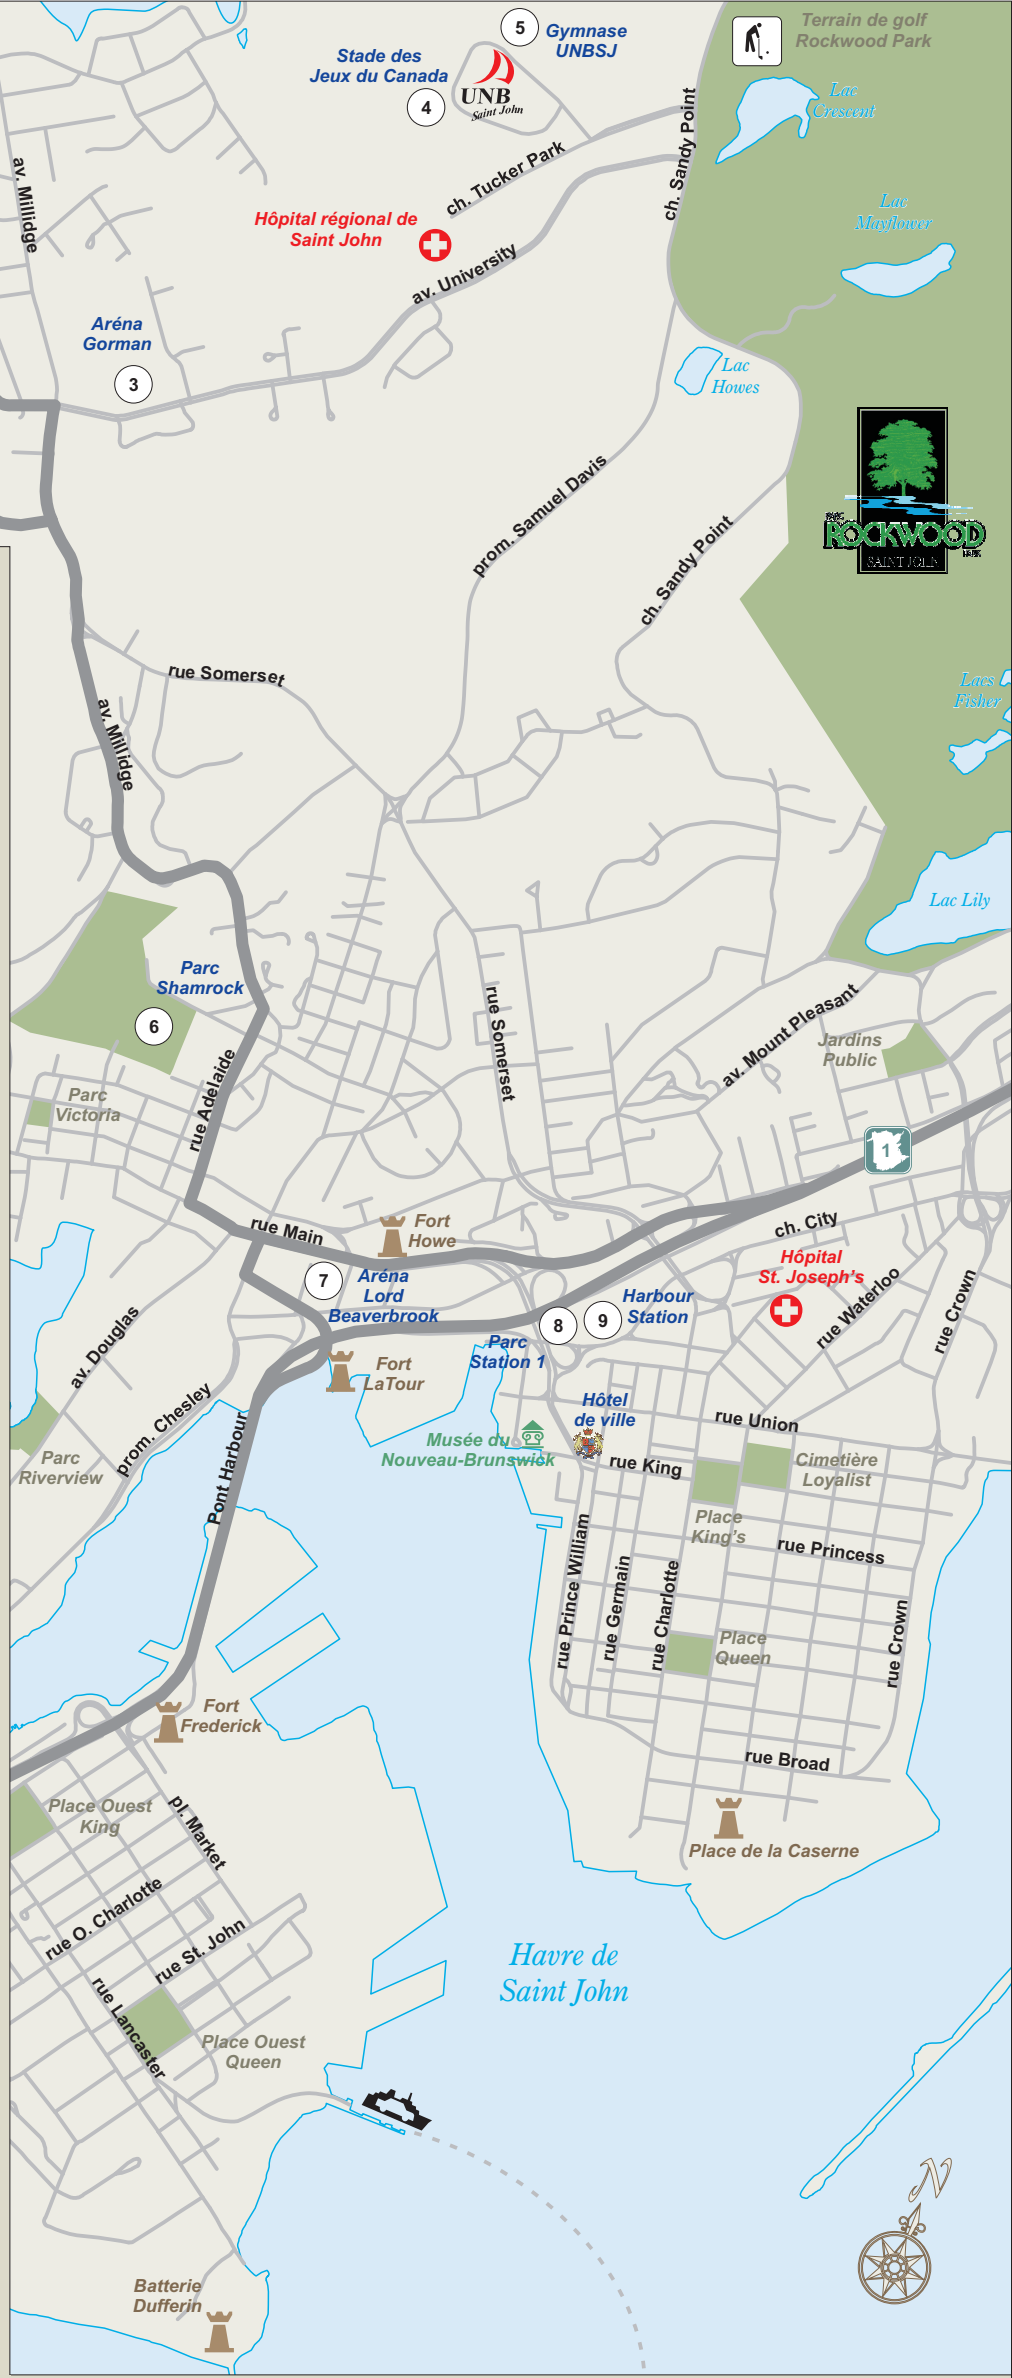 5
Gymnase
UNBSJ
Terrain de golf
Rockwood Park
Stade des
Jeux du Canada
4
UNB
Saint John
Lac
Crescent
ch. Sandy Point
ch. Tucker Park
av. Millidge
Lac
Mayflower
Hôpital régional de
Saint John
av. University
Aréna
Gorman
3
Lac
Howes
prom. Samuel Davis
ch. Sandy Point
PARC
ROCKWOOD
PARK
SAINT JOHN
rue Somerset
Lacs
Fisher
av. Millidge
Lac Lily
Parc
Shamrock
6
rue Somerset
av. Mount Pleasant
Jardins
Public
Parc
Victoria
rue Adelaide
1
rue Main
Fort
Howe
ch. City
Hôpital
St. Joseph's
7
Aréna
Lord
Beaverbrook
8
9
Harbour
Station
rue Waterloo
rue Crown
av. Douglas
Parc
Station 1
Fort
LaTour
prom. Chesley
Hôtel
de ville
rue Union
Pont Harbour
Musée du
Nouveau-Brunswick
rue King
Cimetière
Loyalist
Parc
Riverview
Place
King's
rue Princess
rue Prince William
rue Germain
rue Charlotte
Place
Queen
rue Crown
Fort
Frederick
rue Broad
Place Ouest
King
pl. Market
Place de la Caserne
rue O. Charlotte
rue St. John
Havre de
Saint John
rue Lancaster
Place Ouest
Queen
N
Batterie
Dufferin